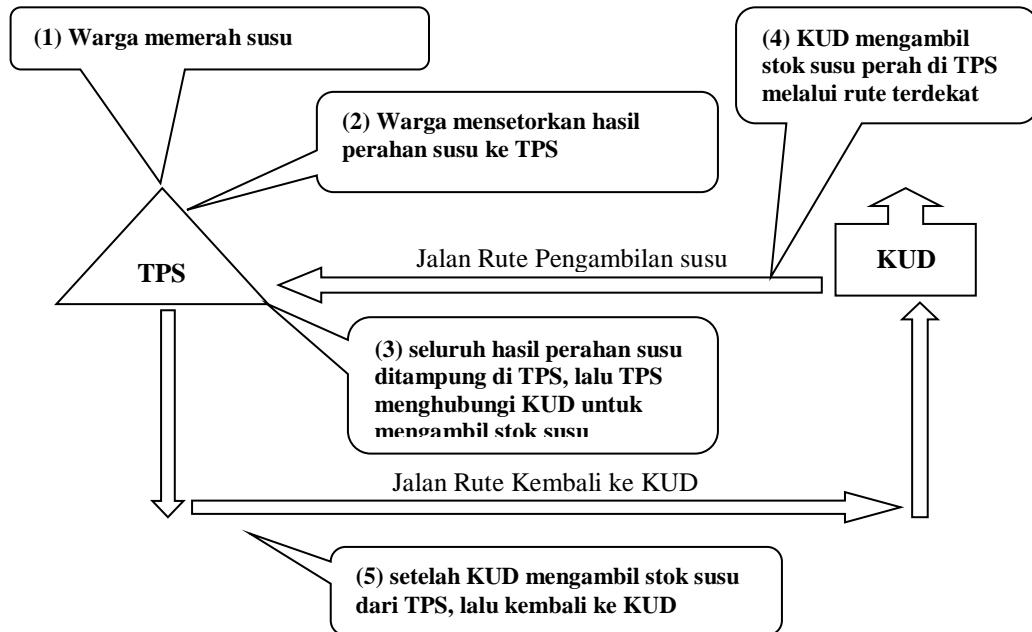 (1) Warga memerah susu
(4) KUD mengambil
stok susu perah di TPS
melalui rute terdekat
(2) Warga mensetorkan hasil
perahan susu ke TPS
TPS
Jalan Rute Pengambilan susu
KUD
(3) seluruh hasil perahan susu
ditampung di TPS, lalu TPS
menghubungi KUD untuk
mengambil stok susu
Jalan Rute Kembali ke KUD
(5) setelah KUD mengambil stok susu
dari TPS, lalu kembali ke KUD